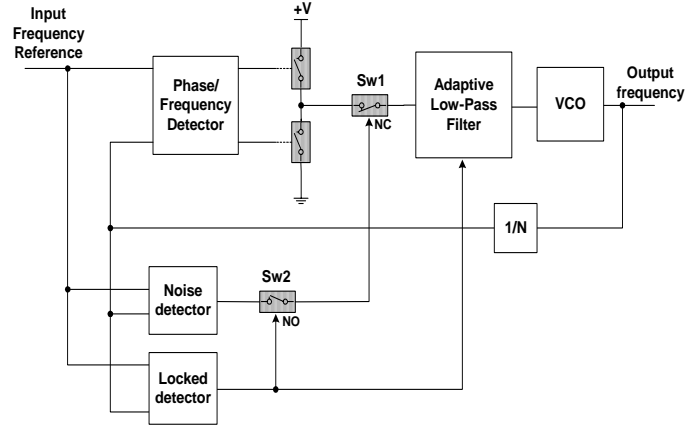 Input
Frequency
Reference
+V
Phase/
Frequency
Detector
Sw1
NC
Adaptive
Low-Pass
Filter
VCO
Output
frequency
1/N
Noise
detector
Sw2
NO
Locked
detector